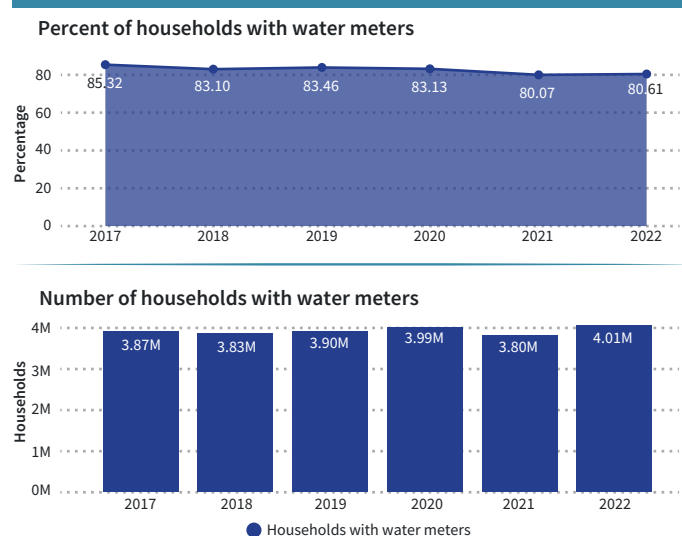 Percent of households with water meters
Percentage
80
60
40
20
0
85.32
83.10
83.46
83.13
80.07
80.61
2017
2018
2019
2020
2021
2022
Number of households with water meters
Households
4M
3M
2M
1M
0M
3.87M
3.83M
3.90M
3.99M
3.80M
4.01M
2017
2018
2019
2020
2021
2022
Households with water meters